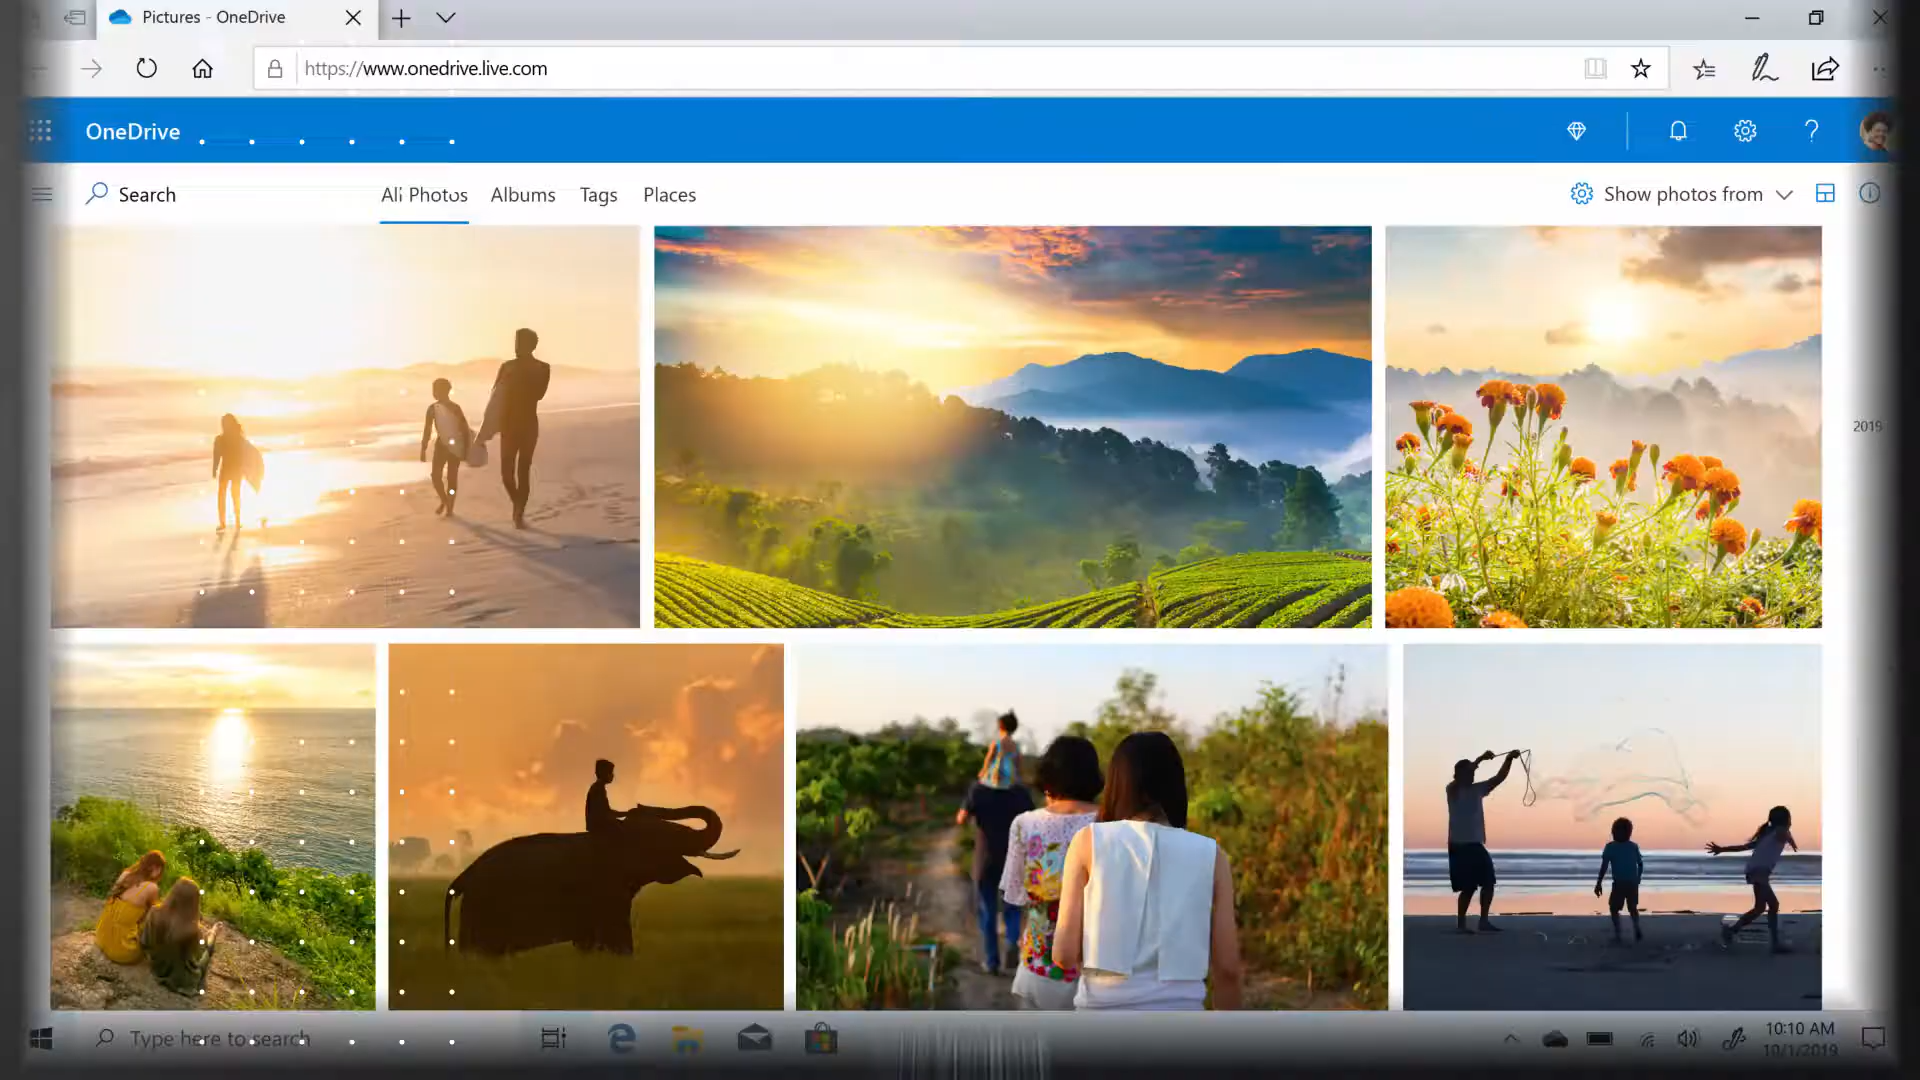 Pictures - OneDrive
https://www.onedrive.live.com
OneDrive
Search
All Photos
Albums
Tags
Places
Show photos from
2019
Type here to search
10:10 AM
10/1/2019